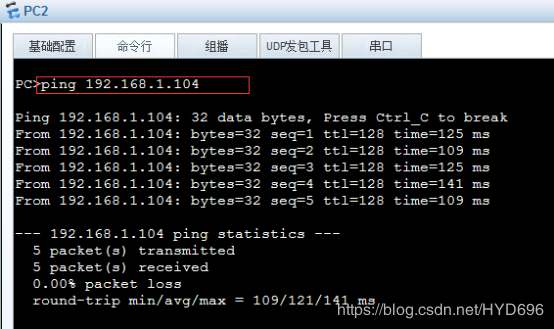 PC2
基础配置 命令行 组播 UDP发包工具 串口
PC>ping 192.168.1.104
Ping 192.168.1.104: 32 data bytes, Press Ctrl_C to break
From 192.168.1.104: bytes=32 seq=1 ttl=128 time=125 ms
From 192.168.1.104: bytes=32 seq=2 ttl=128 time=109 ms
From 192.168.1.104: bytes=32 seq=3 ttl=128 time=125 ms
From 192.168.1.104: bytes=32 seq=4 ttl=128 time=141 ms
From 192.168.1.104: bytes=32 seq=5 ttl=128 time=109 ms
--- 192.168.1.104 ping statistics ---
5 packet(s) transmitted
5 packet(s) received
0.00% packet loss
round-trip min/avg/max = 109/121/141 ms
https://blog.csdn.net/HYD696